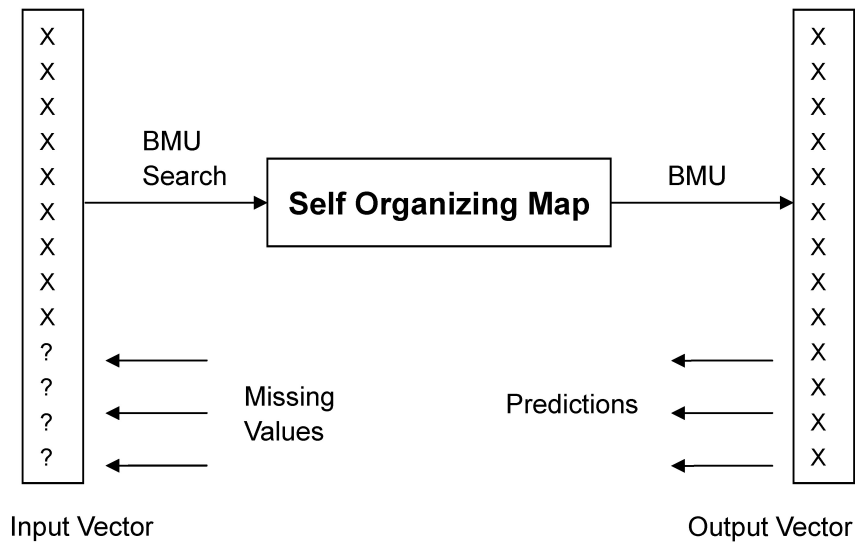 X
X
X
X
X
X
X
X
X
?
?
?
?
Input Vector
BMU
Search
Self Organizing Map
BMU
Missing
Values
Predictions
X
X
X
X
X
X
X
X
X
X
X
X
X
Output Vector